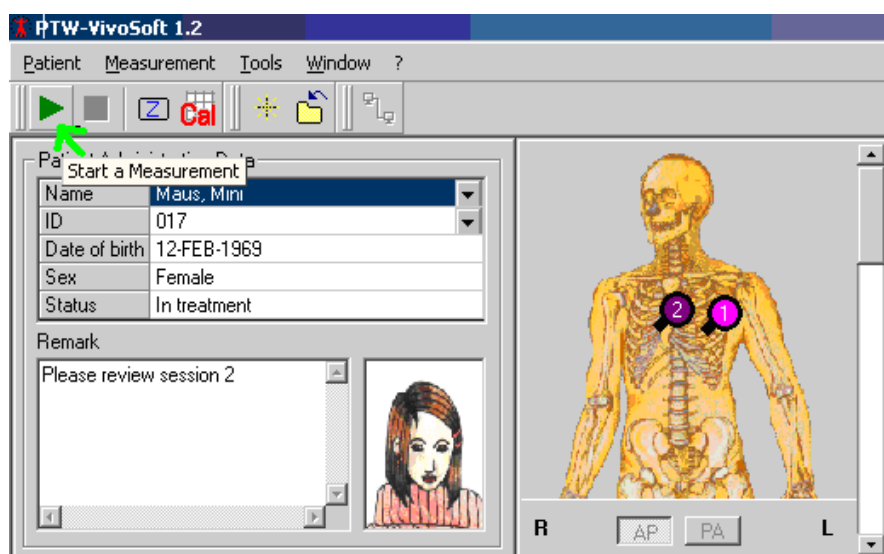 PTW-VivoSoft 1.2
Patient Measurement Tools Window ?
Z Cal
Start a Measurement
Name Maus, Mini
ID 017
Date of birth 12-FEB-1969
Sex Female
Status In treatment
Remark
Please review session 2
2 1
R AP PA L